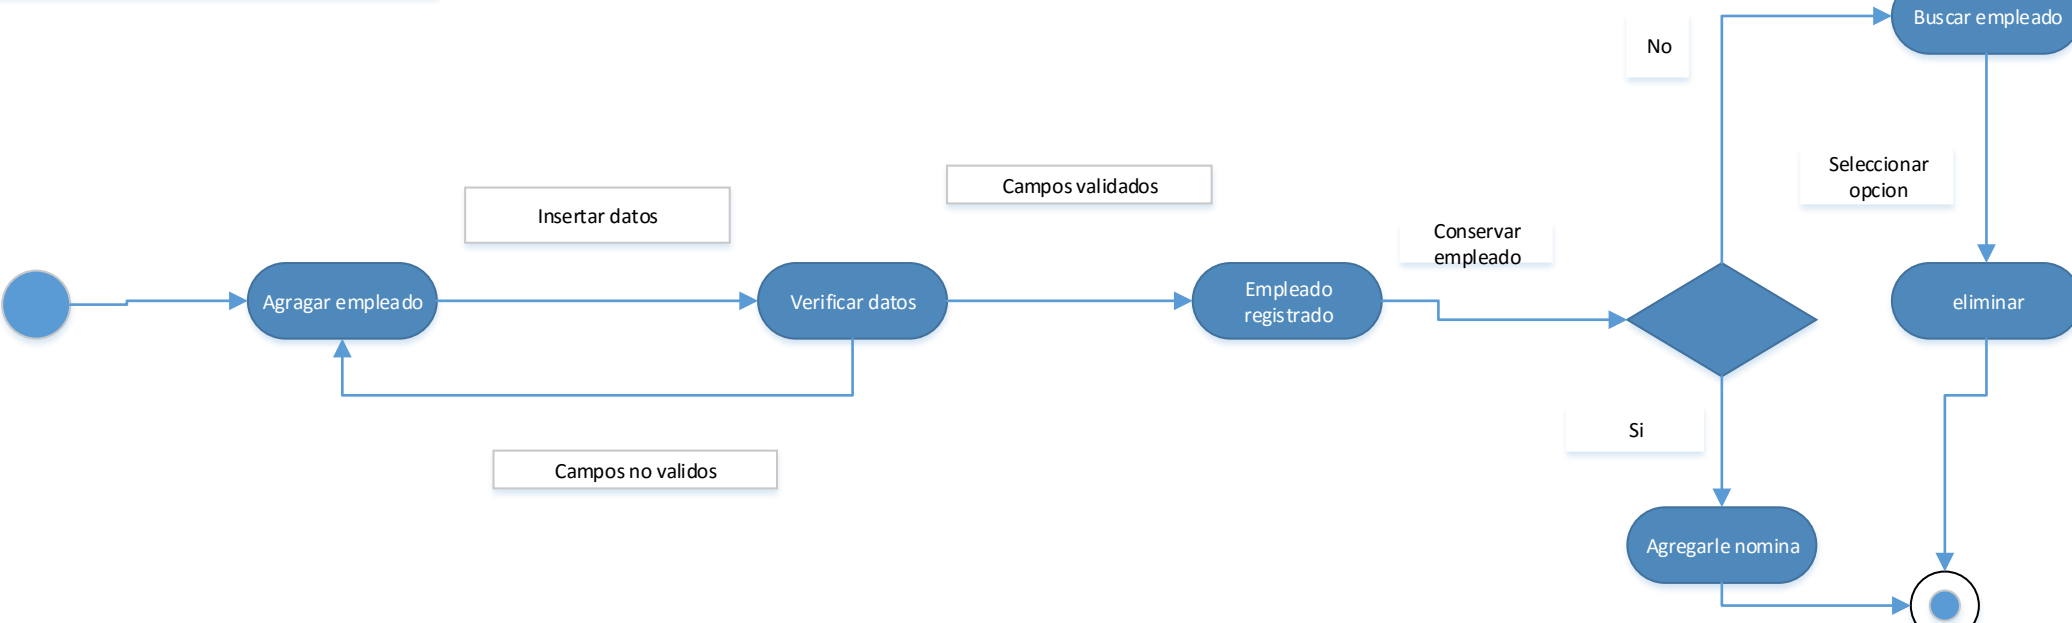 Buscar empleado
No
Seleccionar
opcion
Campos validados
Insertar datos
Conservar
empleado
Agragar empleado
Verificar datos
Empleado
registrado
eliminar
Si
Campos no validos
Agregarle nomina